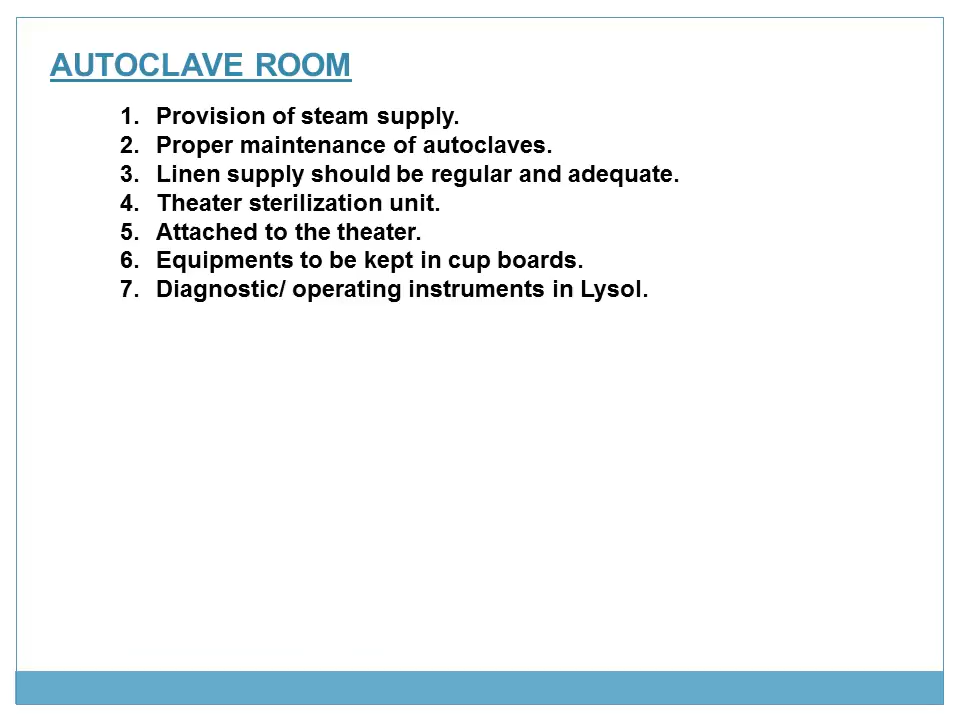 AUTOCLAVE ROOM
1. Provision of steam supply.
2. Proper maintenance of autoclaves.
3. Linen supply should be regular and adequate.
4. Theater sterilization unit.
5. Attached to the theater.
6. Equipments to be kept in cup boards.
7. Diagnostic/ operating instruments in Lysol.